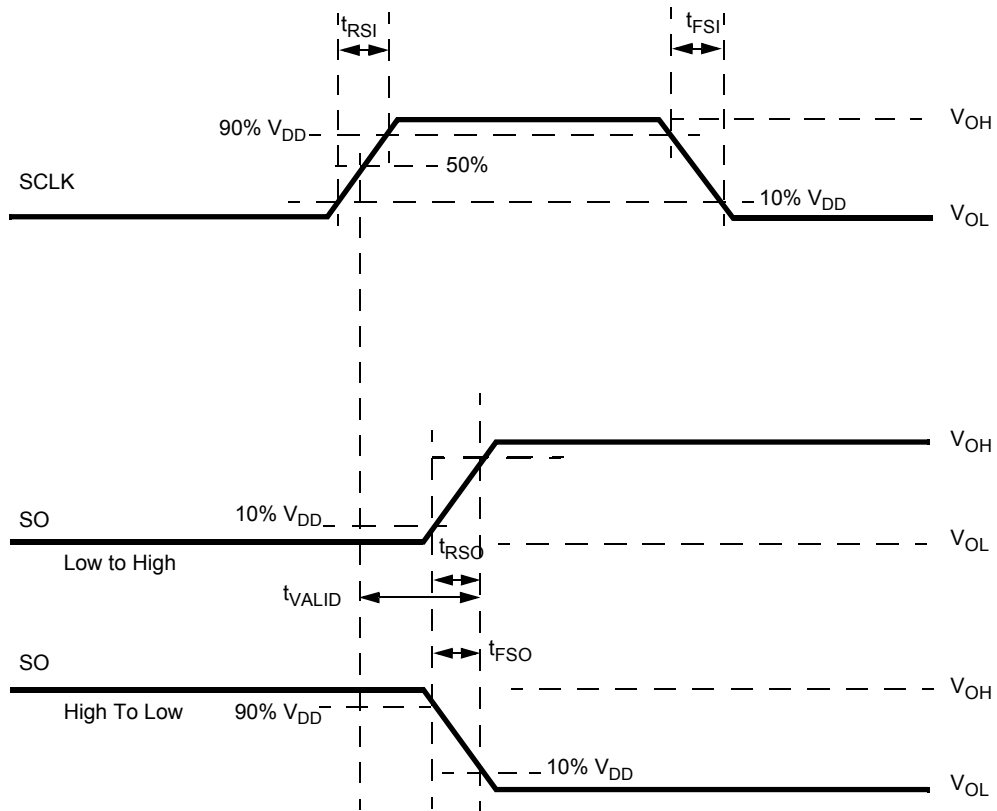 tRSI
tFSI
90% VDD
VOH
50%
SCLK
10% VDD
VOL
VOH
10% VDD
SO
Low to High
tRSO
VOL
tVALID
SO
tFSO
VOH
High To Low
90% VDD
10% VDD
VOL